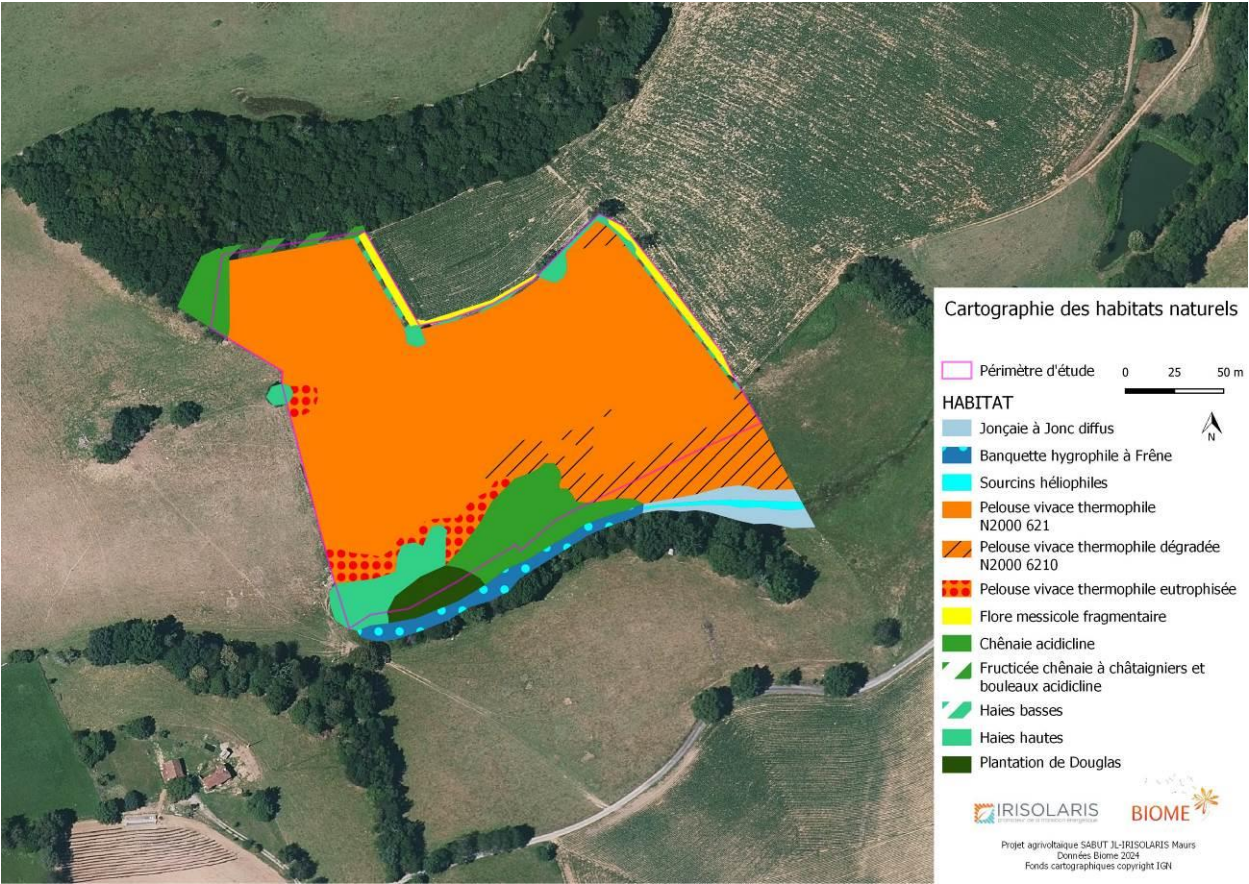 Cartographie des habitats naturels
Périmètre d'étude
0 25 50 m
N
HABITAT
Jonçaie à Jonc diffus
Banquette hygrophile à Frêne
Sourcins héliophiles
Pelouse vivace thermophile
N2000 621
Pelouse vivace thermophile dégradée
N2000 6210
Pelouse vivace thermophile eutrophisée
Flore messicole fragmentaire
Chênaie acidicline
Fructicée chênaie à châtaigniers et
bouleaux acidicline
Haies basses
Haies hautes
Plantation de Douglas
IRISOLARIS
BIOME
Projet agrivoltaique SABUT JL-IRISOLARIS Maurs
Données Biome 2024
Fonds cartographiques copyright IGN